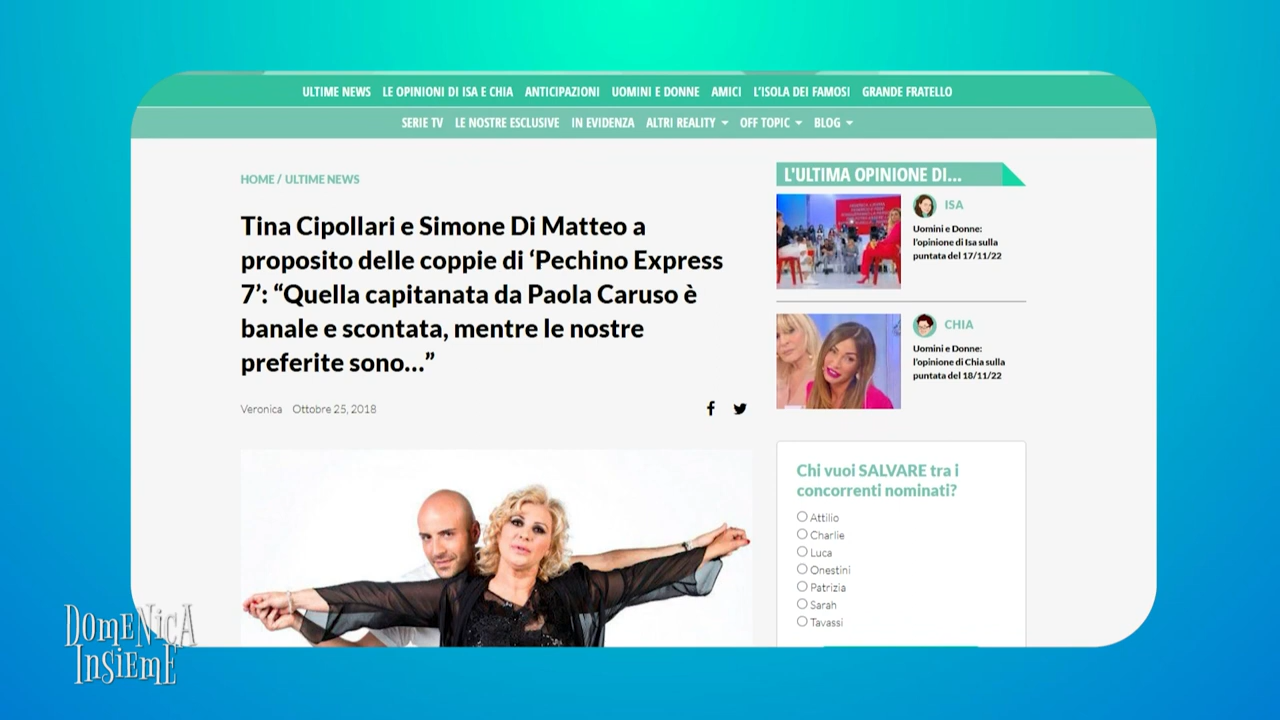 ULTIME NEWS LE OPINIONI DI ISA E CHIA ANTICIPAZIONI UOMINI E DONNE AMICI L'ISOLA DEI FAMOSI GRANDE FRATELLO
SERIE TV LE NOSTRE ESCLUSIVE IN EVIDENZA ALTRI REALITY OFF TOPIC BLOG
HOME / ULTIME NEWS
Tina Cipollari e Simone Di Matteo a
proposito delle coppie di ‘Pechino Express
7’: “Quella capitanata da Paola Caruso è
banale e scontata, mentre le nostre
preferite sono…”
Veronica Ottobre 25, 2018
L'ULTIMA OPINIONE DI...
ISA
Uomini e Donne:
l'opinione di Isa sulla
puntata del 17/11/22
CHIA
Uomini e Donne:
l'opinione di Chia sulla
puntata del 18/11/22
Chi vuoi SALVARE tra i
concorrenti nominati?
Attilio
Charlie
Luca
Onestini
Patrizia
Sarah
Tavassi
DOMENICA
INSIEME